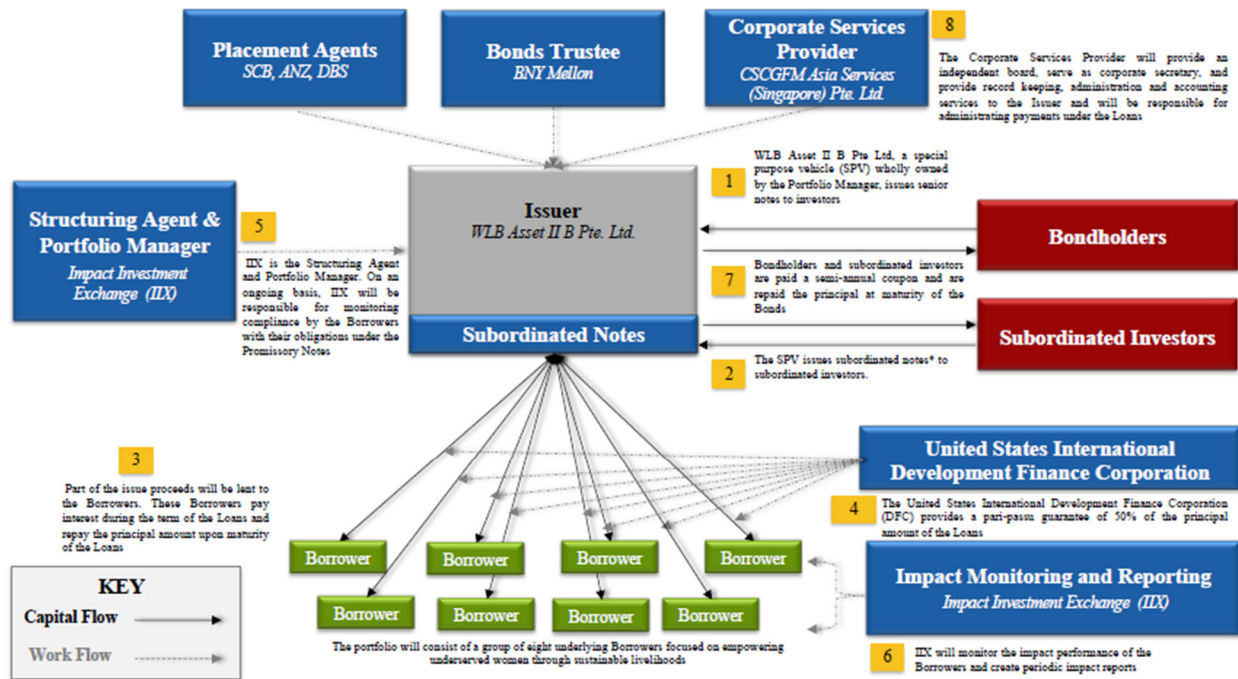 Placement Agents
SCB, ANZ, DBS
Bonds Trustee
BNY Mellon
Corporate Services
Provider
CSCGFM Asia Services
(Singapore) Pte. Ltd.
8
The Corporate Services Provider will provide an
independent board, serve as corporate secretary, and
provide record keeping, administration and accounting
services to the Issuer and will be responsible for
administrating payments under the Loans
Structuring Agent &
Portfolio Manager
Impact Investment
Exchange (IIX)
5
IIX is the Structuring Agent
and Portfolio Manager. On an
ongoing basis, IIX will be
responsible for monitoring
compliance by the Borrowers
with their obligations under the
Promissory Notes
Issuer
WLB Asset II B Pte. Ltd.
Subordinated Notes
1
WLB Asset II B Pte Ltd, a special
purpose vehicle (SPV) wholly owned
by the Portfolio Manager, issues senior
notes to investors
Bondholders
7
Bondholders and subordinated investors
are paid a semi-annual coupon and are
repaid the principal at maturity of the
Bonds
Subordinated Investors
2
The SPV issues subordinated notes* to
subordinated investors.
3
Part of the issue proceeds will be lent to
the Borrowers. These Borrowers pay
interest during the term of the Loans and
repay the principal amount upon maturity
of the Loans
United States International
Development Finance Corporation
4
The United States International Development Finance Corporation
(DFC) provides a pari-passu guarantee of 50% of the principal
amount of the Loans
Borrower
Borrower
Borrower
Borrower
Borrower
Borrower
Borrower
Borrower
The portfolio will consist of a group of eight underlying Borrowers focused on empowering
underserved women through sustainable livelihoods
Impact Monitoring and Reporting
Impact Investment Exchange (IIX)
6
IIX will monitor the impact performance of the
Borrowers and create periodic impact reports
KEY
Capital Flow
Work Flow